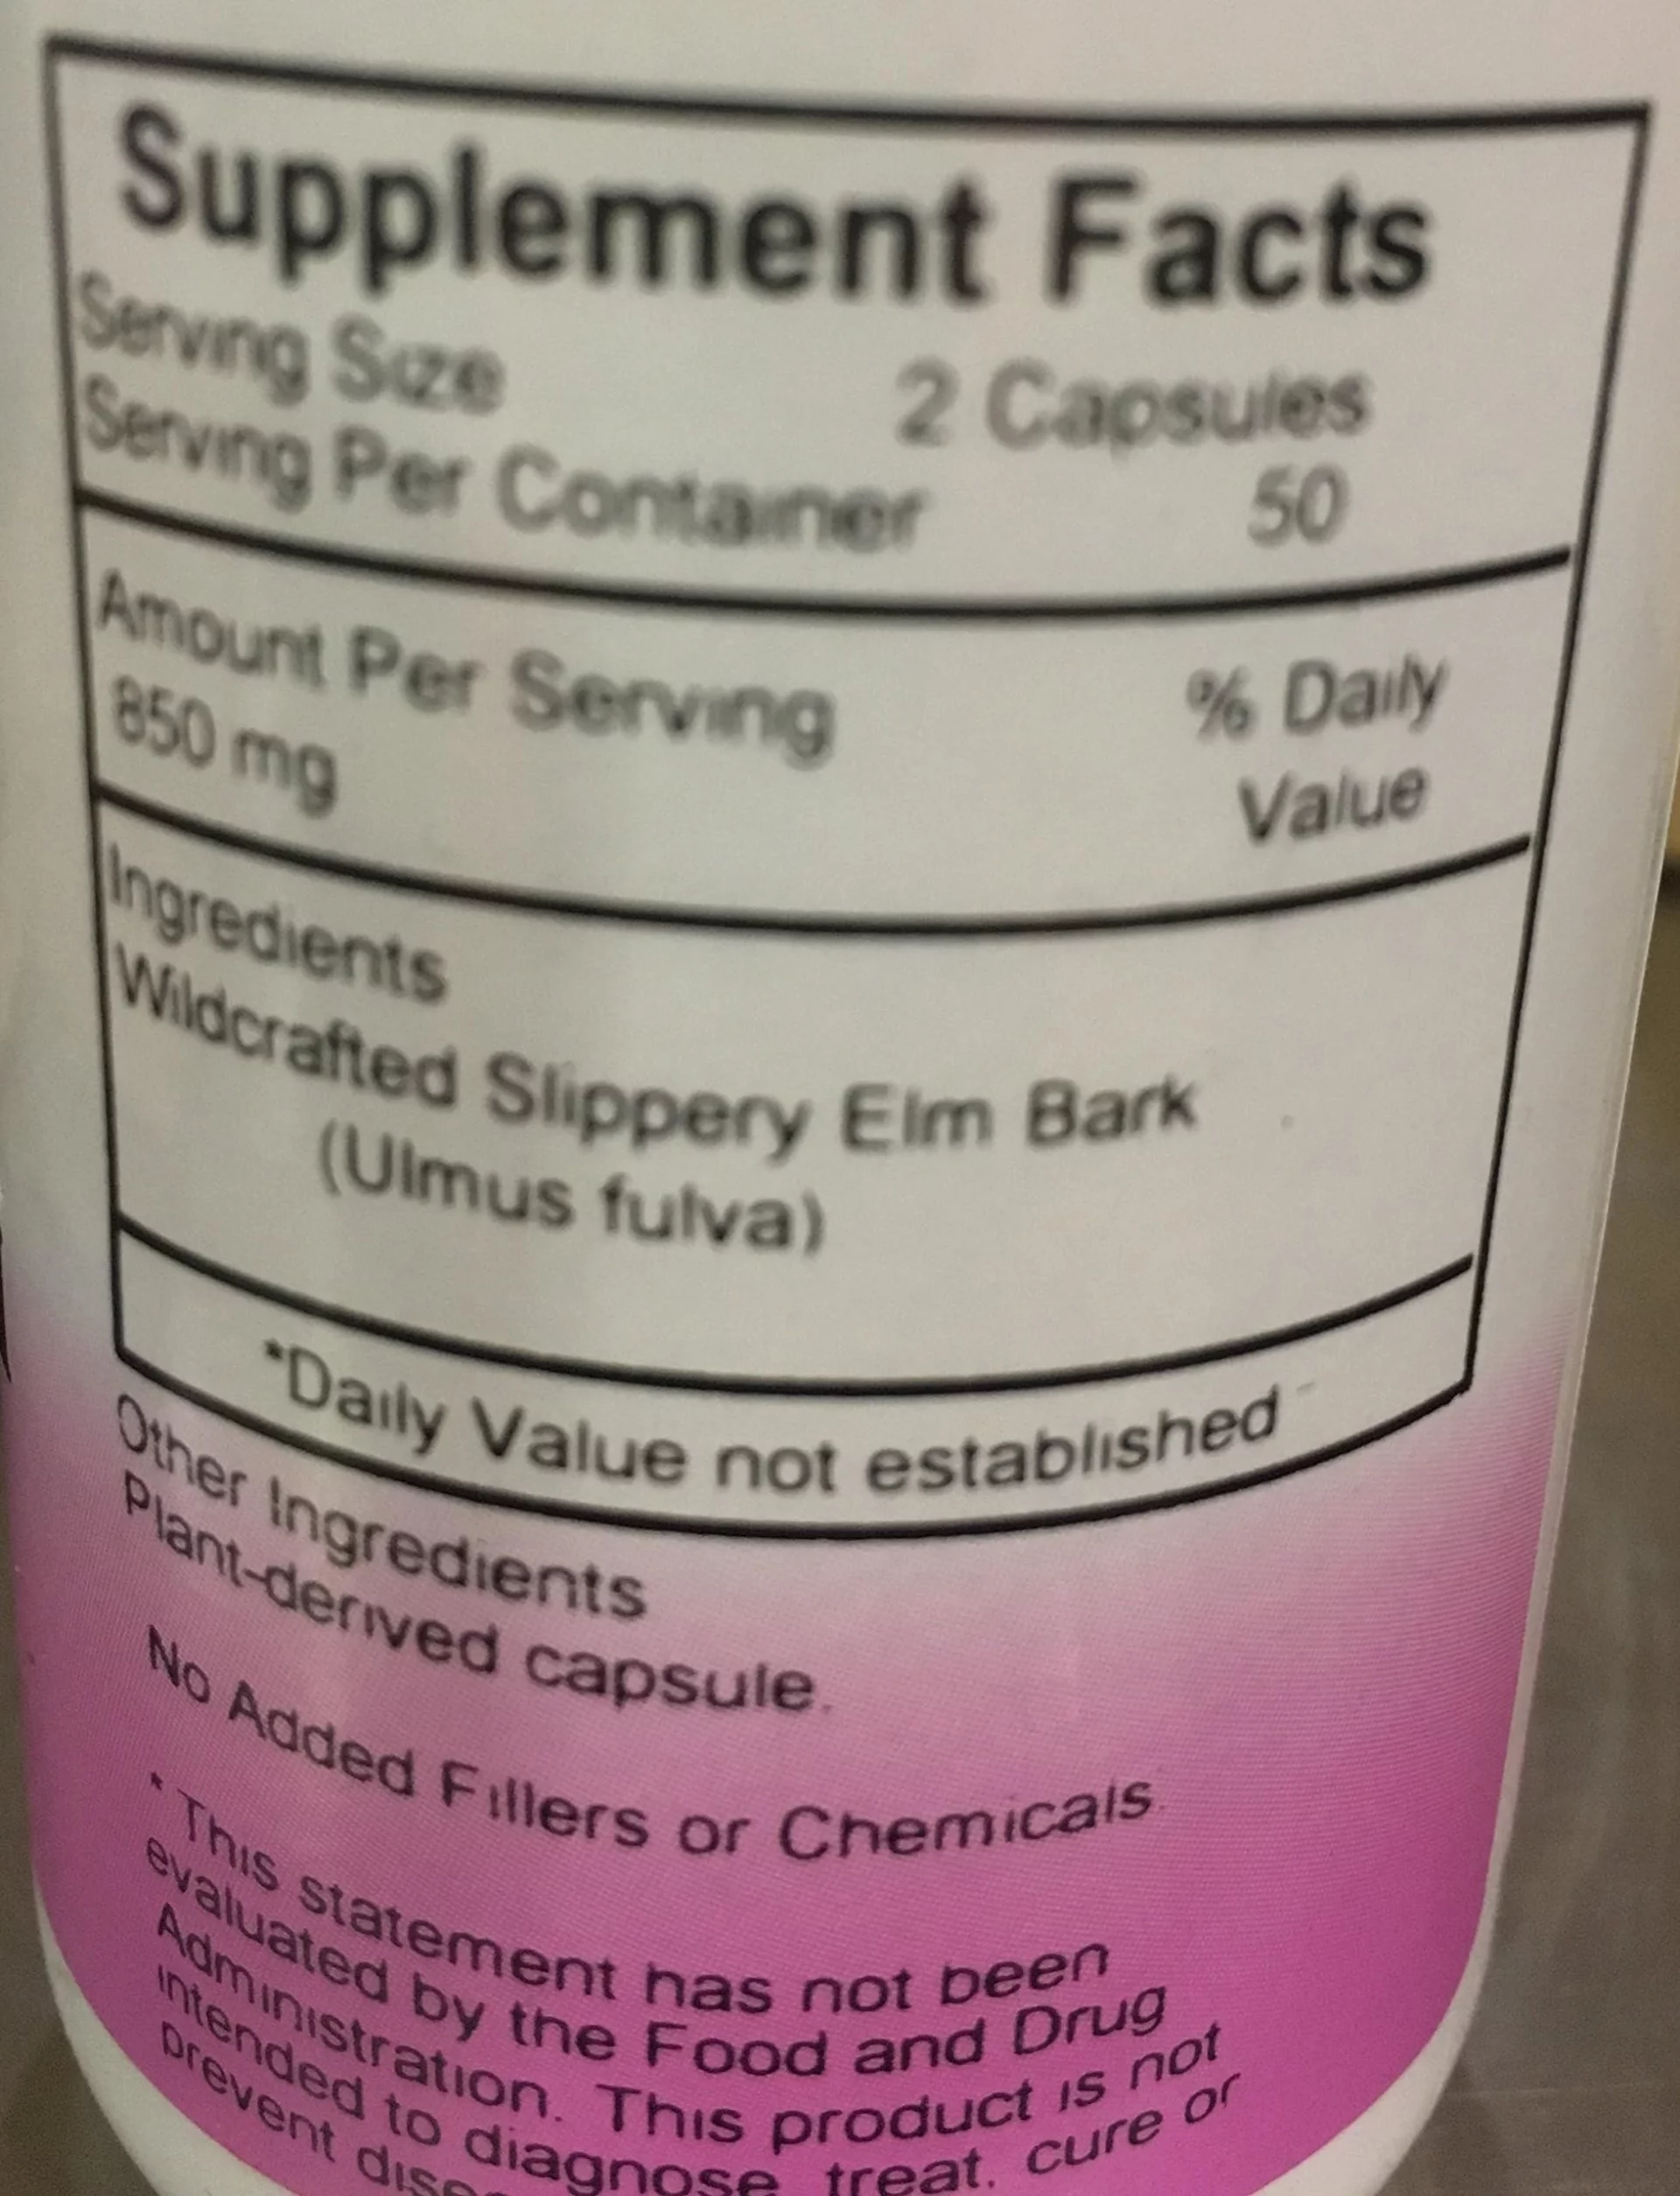 Supplement Facts
Serving Size 2 Capsules
Serving Per Container 50
Amount Per Serving % Daily
850 mg Value
Ingredients
Wildcrafted Slippery Elm Bark
(Ulmus fulva)
*Daily Value not established
Other Ingredients
Plant-derived capsule.
No Added Fillers or Chemicals.
* This statement has not been
evaluated by the Food and Drug
Administration. This product is not
intended to diagnose, treat, cure or
prevent